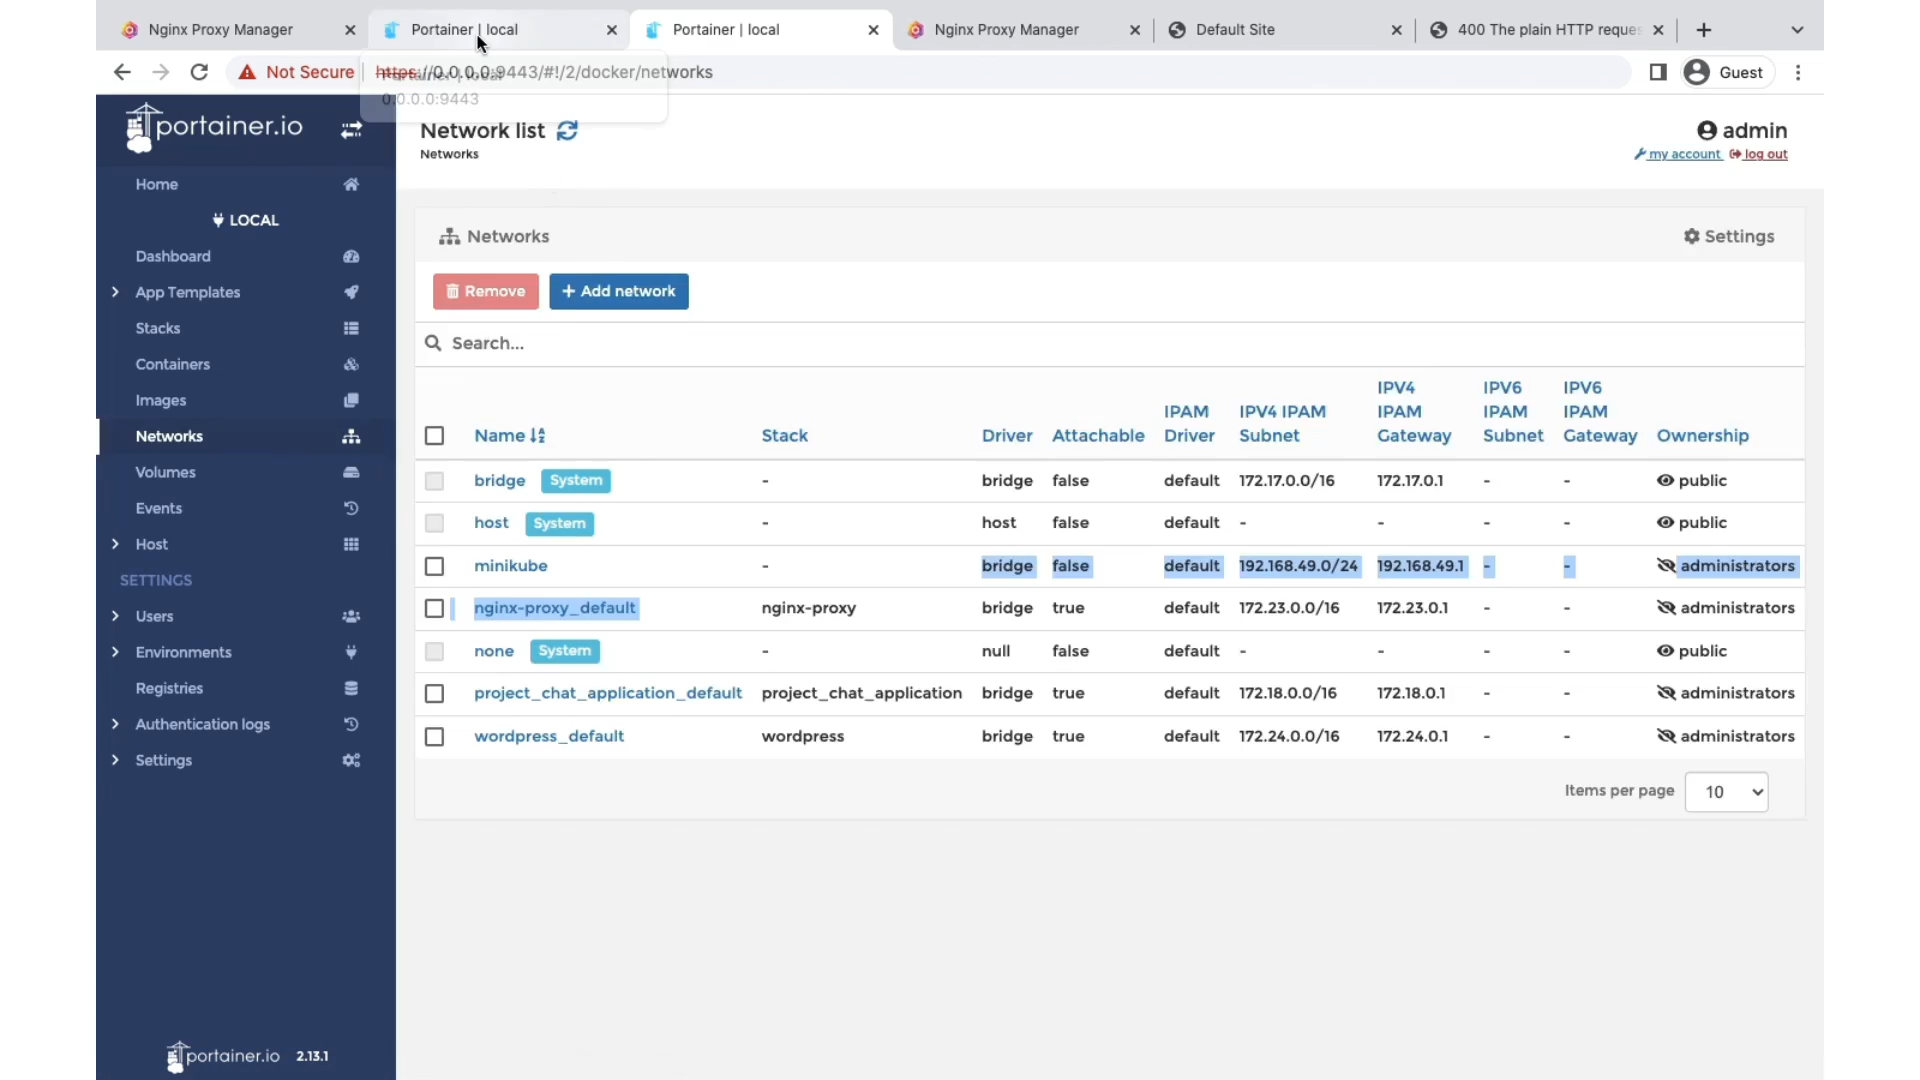 Nginx Proxy Manager
Portainer | local
Portainer | local
Nginx Proxy Manager
Default Site
400 The plain HTTP reques
Not Secure
https://0.0.0.0:9443/#!/2/docker/networks
Guest
Portainer | local
0.0.0.0:9443
portainer.io
Network list
Networks
admin
my account
log out
Home
LOCAL
Dashboard
App Templates
Stacks
Containers
Images
Networks
Volumes
Events
Host
SETTINGS
Users
Environments
Registries
Authentication logs
Settings
portainer.io 2.13.1
Networks
Settings
Remove
+ Add network
Search...
Name
Stack
Driver
Attachable
IPAM
Driver
IPV4 IPAM
Subnet
IPV4
IPAM
Gateway
IPV6
IPAM
Subnet
IPV6
IPAM
Gateway
Ownership
bridge System - bridge false default 172.17.0.0/16 172.17.0.1 - - public
host System - host false default - - - - public
minikube - bridge false default 192.168.49.0/24 192.168.49.1 - - administrators
nginx-proxy_default nginx-proxy bridge true default 172.23.0.0/16 172.23.0.1 - - administrators
none System - null false default - - - - public
project_chat_application_default project_chat_application bridge true default 172.18.0.0/16 172.18.0.1 - - administrators
wordpress_default wordpress bridge true default 172.24.0.0/16 172.24.0.1 - - administrators
Items per page 10